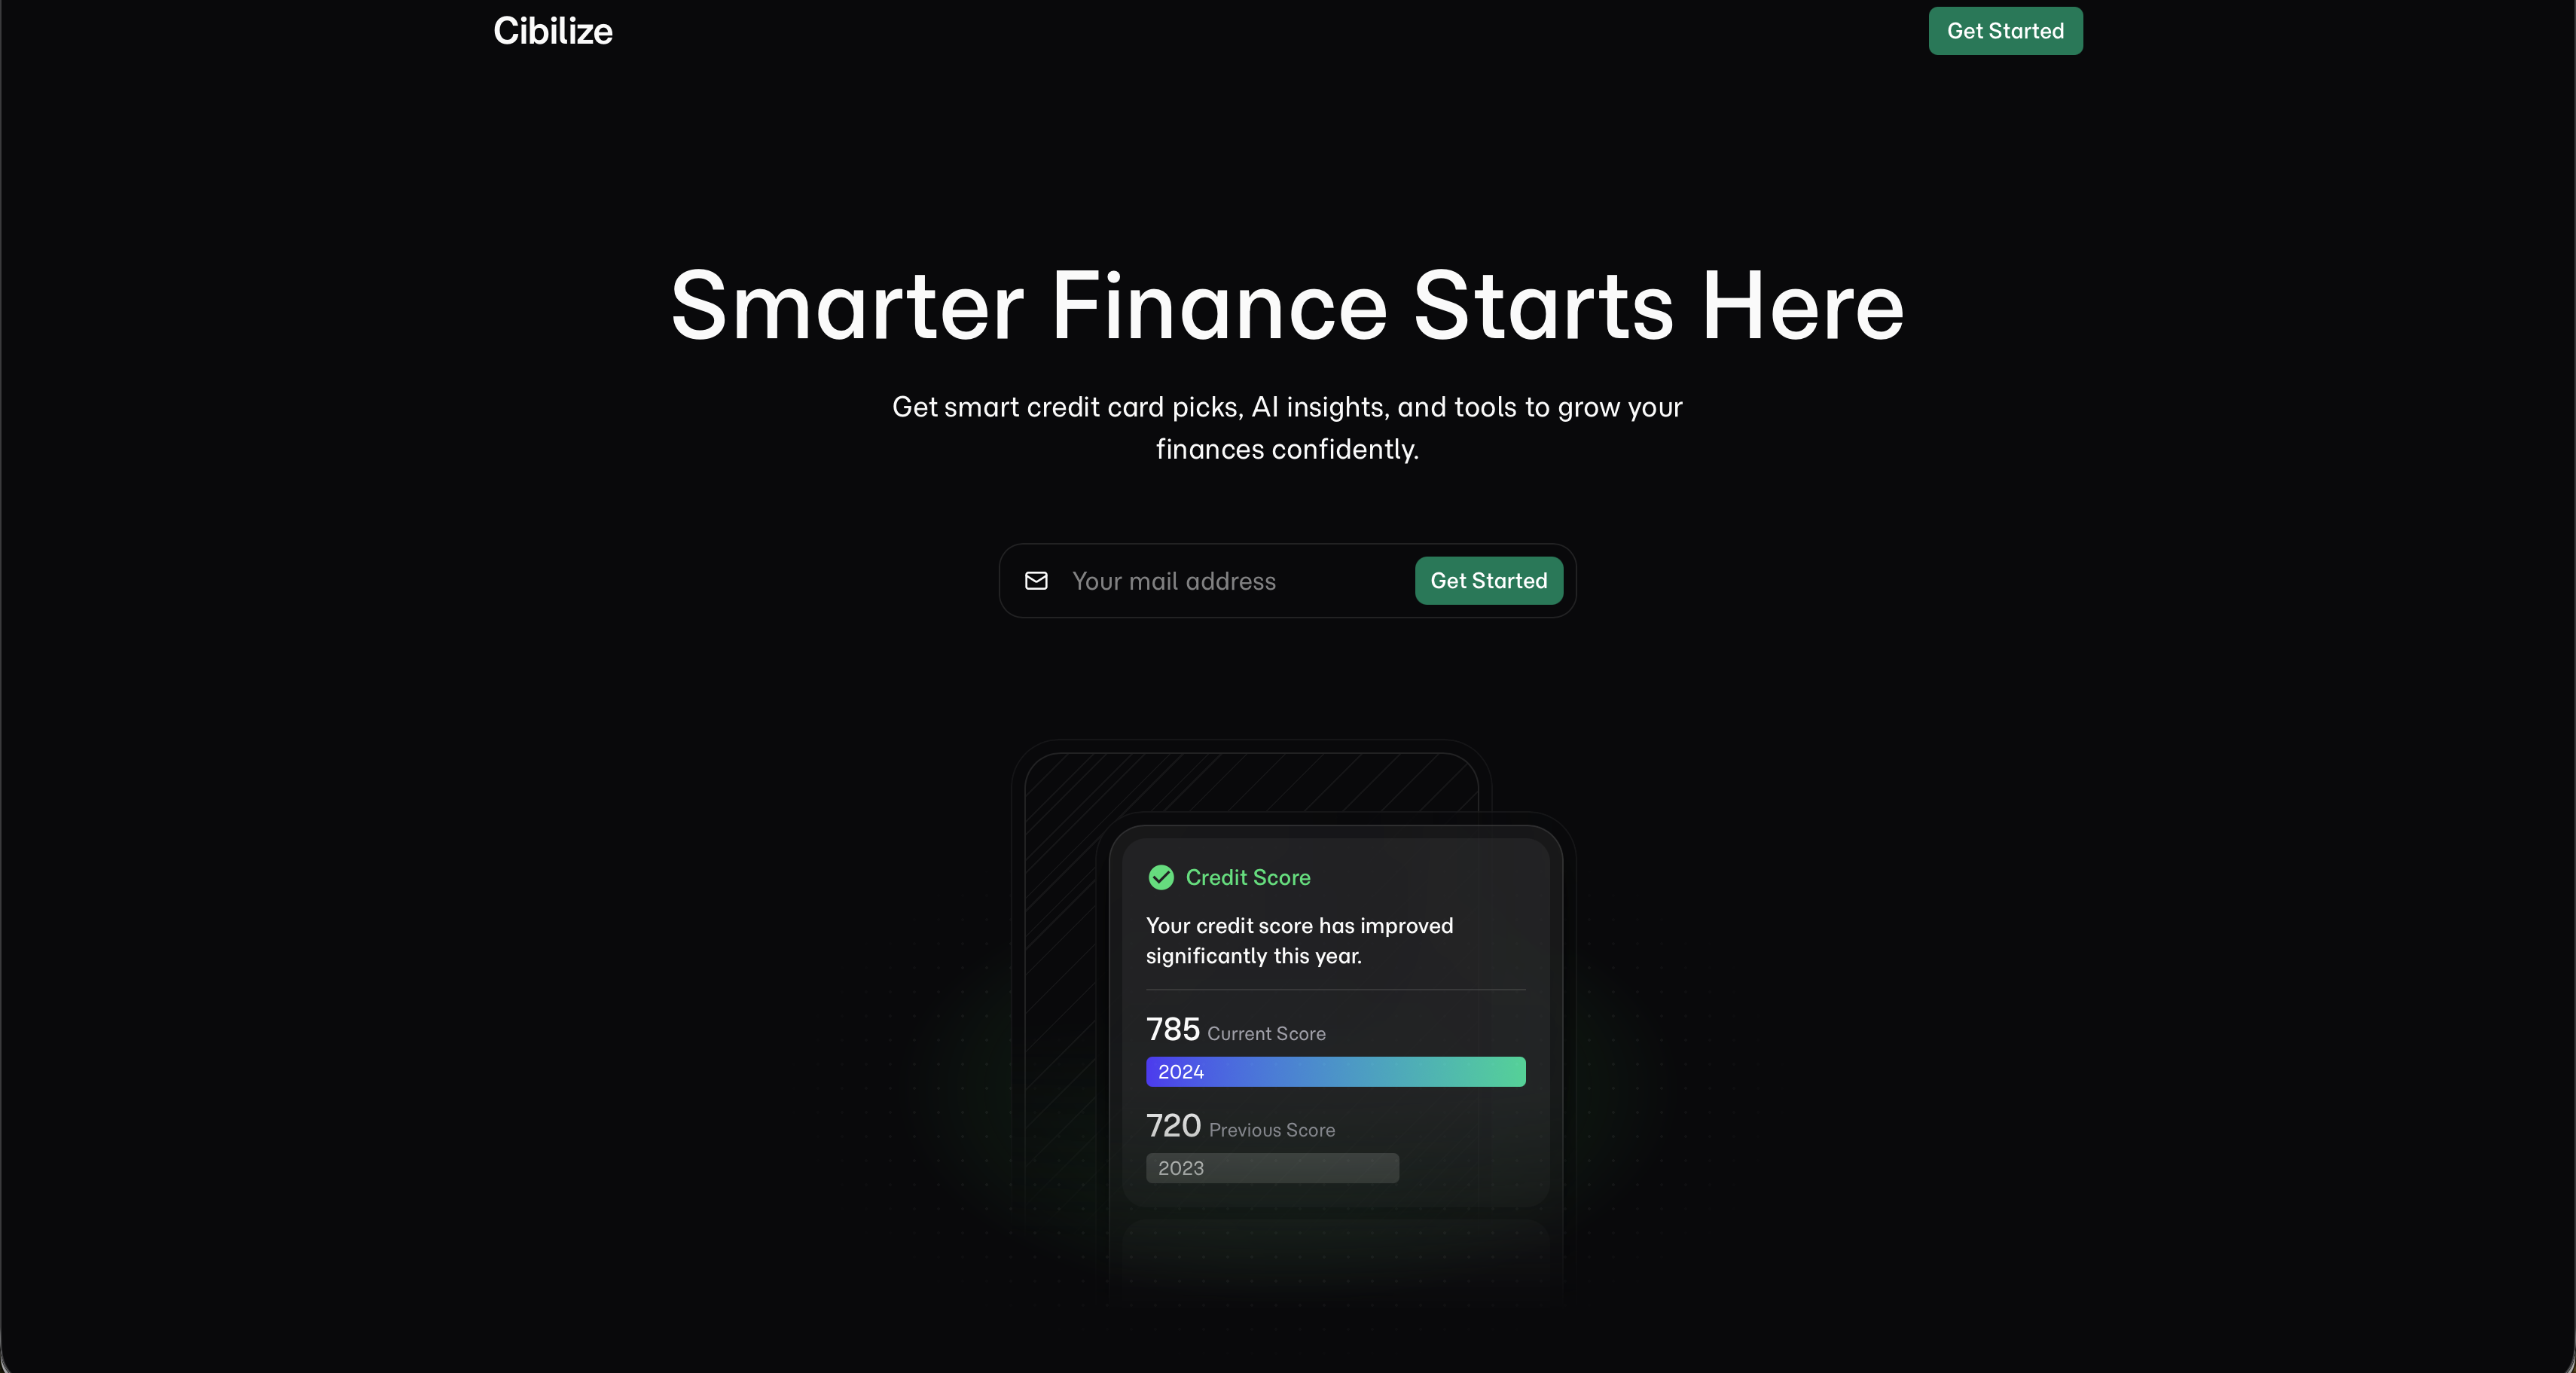 Cibilize
Get Started
Smarter Finance Starts Here
Get smart credit card picks, AI insights, and tools to grow your
finances confidently.
Your mail address
Get Started
Credit Score
Your credit score has improved
significantly this year.
785 Current Score
2024
720 Previous Score
2023